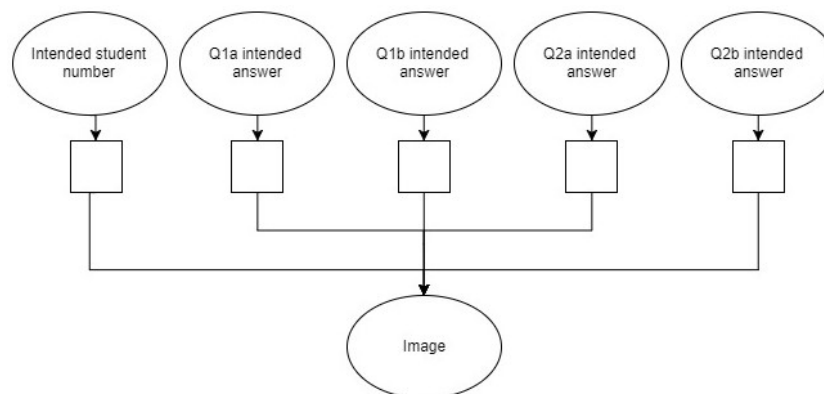 Intended student
number
Q1a intended
answer
Q1b intended
answer
Q2a intended
answer
Q2b intended
answer
Image